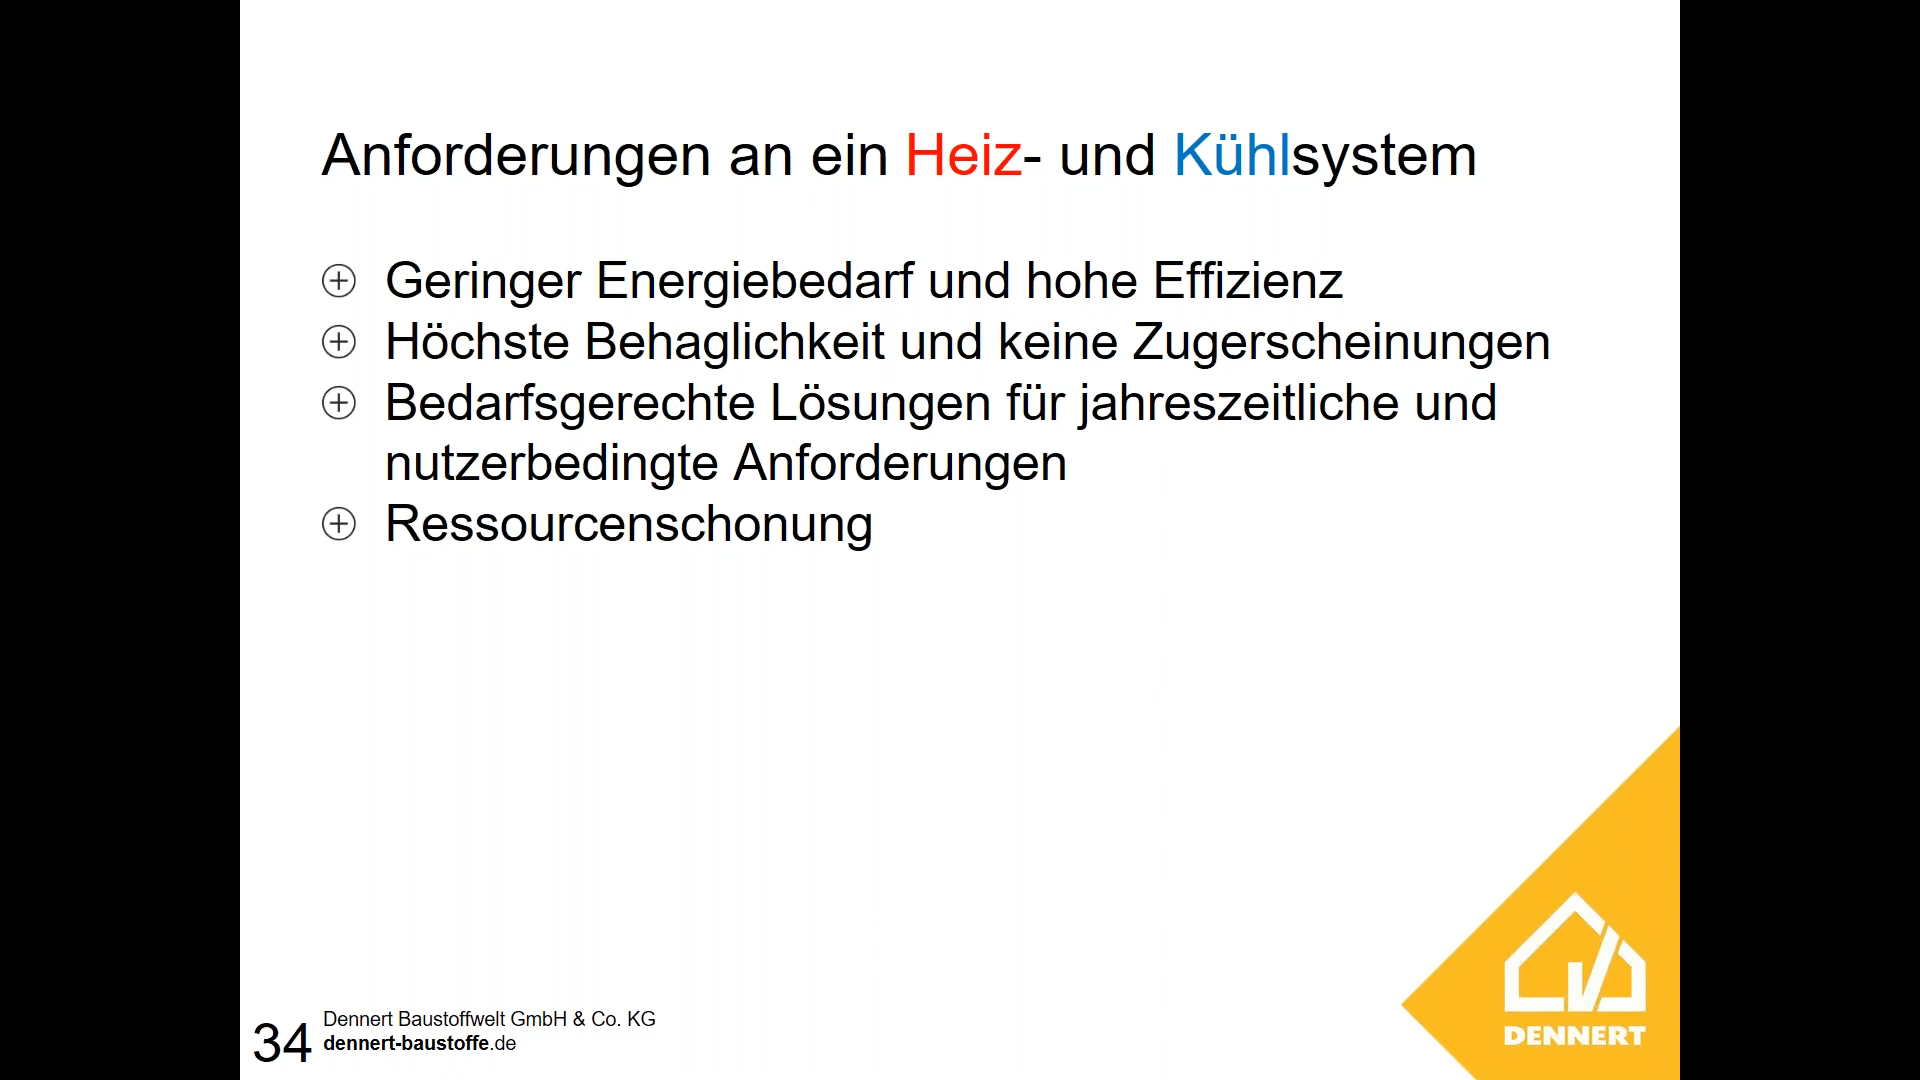 Anforderungen an ein Heiz- und Kühlsystem
Geringer Energiebedarf und hohe Effizienz
Höchste Behaglichkeit und keine Zugerscheinungen
Bedarfsgerechte Lösungen für jahreszeitliche und
nutzerbedingte Anforderungen
Ressourcenschonung
34
Dennert Baustoffwelt GmbH & Co. KG
dennert-baustoffe.de
DENNERT